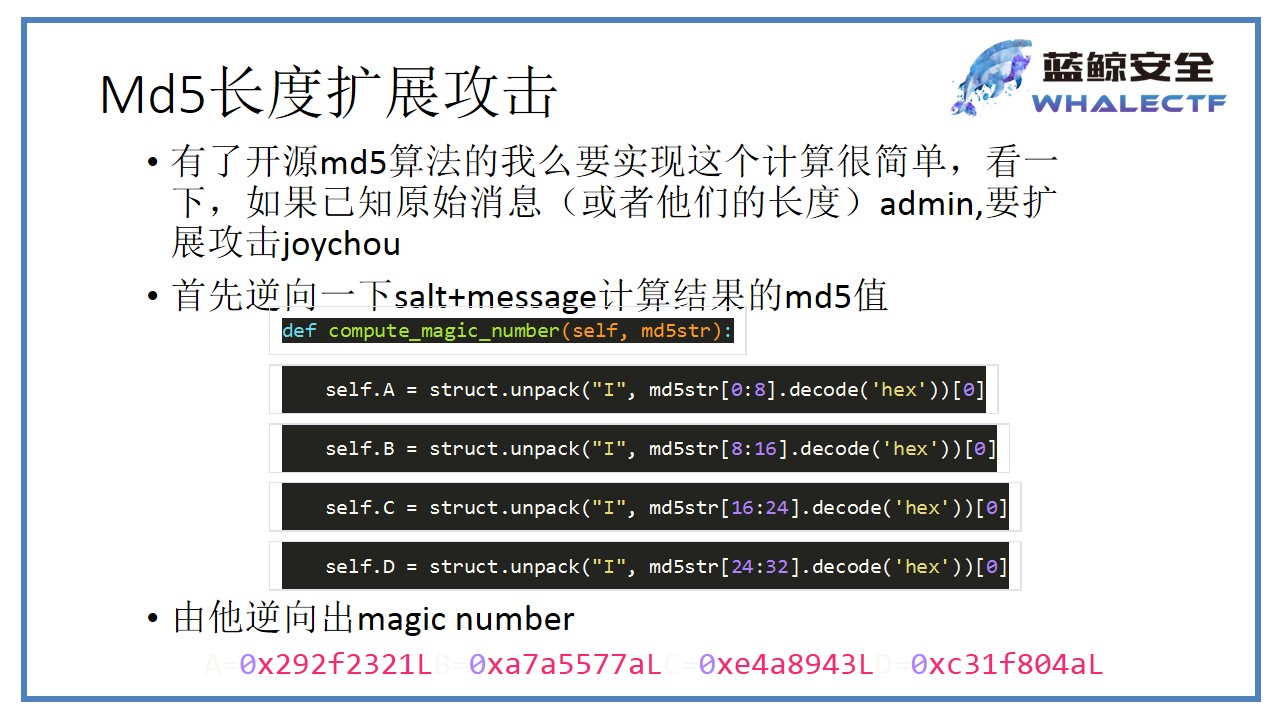 Md5长度扩展攻击
蓝鲸安全
WHALECTF
• 有了开源md5算法的我么要实现这个计算很简单，看一
下，如果已知原始消息（或者他们的长度）admin,要扩
展攻击joychou
• 首先逆向一下salt+message计算结果的md5值
def compute_magic_number(self, md5str):
self.A = struct.unpack("I", md5str[0:8].decode('hex'))[0]
self.B = struct.unpack("I", md5str[8:16].decode('hex'))[0]
self.C = struct.unpack("I", md5str[16:24].decode('hex'))[0]
self.D = struct.unpack("I", md5str[24:32].decode('hex'))[0]
• 由他逆向出magic number
A=0x292f2321LB=0xa7a5577aLC=0xe4a8943LD=0xc31f804aL